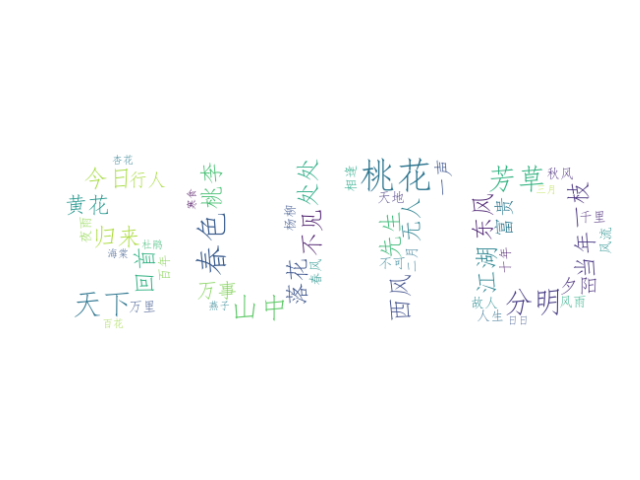 杏花
今日
行人
黄花
夜雨
归来
海棠
回首
百年
天下
万里
百花
桃李
寒食
春色
万事
燕子
山中
处处
杨柳
不见
落花
春风
桃花
一声
相逢
天地
无人
先生
不可
二月
西风
芳草
秋风
三月
一枝
东风
富贵
千里
风流
当年
江湖
十年
夕阳
故人
分明
风雨
人生
日日